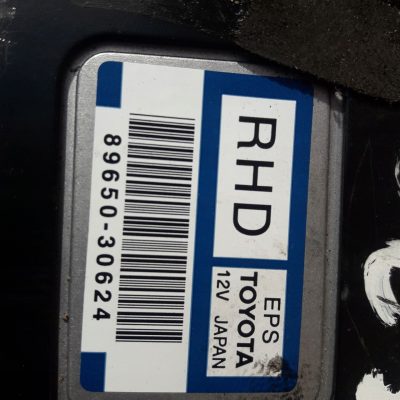 RHD
EPS
TOYOTA
12V JAPAN
89650-30624